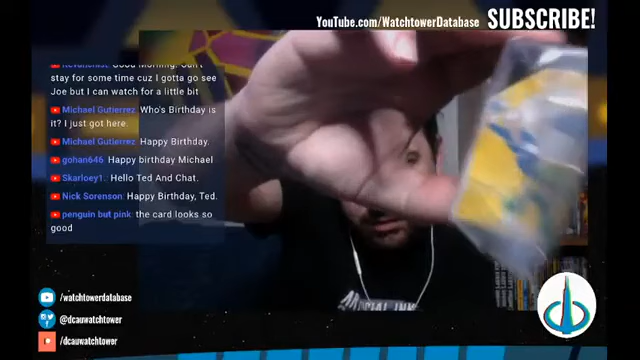 YouTube.com/WatchtowerDatabase SUBSCRIBE!
Good Morning. Can't
stay for some time cuz I gotta go see
Joe but I can watch for a little bit
Michael Gutierrez Who's Birthday is
it? I just got here.
Michael Gutierrez Happy Birthday.
gohan646 Happy birthday Michael
Skarloey1. Hello Ted And Chat.
Nick Sorenson Happy Birthday, Ted.
penguin but pink the card looks so
good
/watchtowerdatabase
@dcauwatchtower
/dcauwatchtower